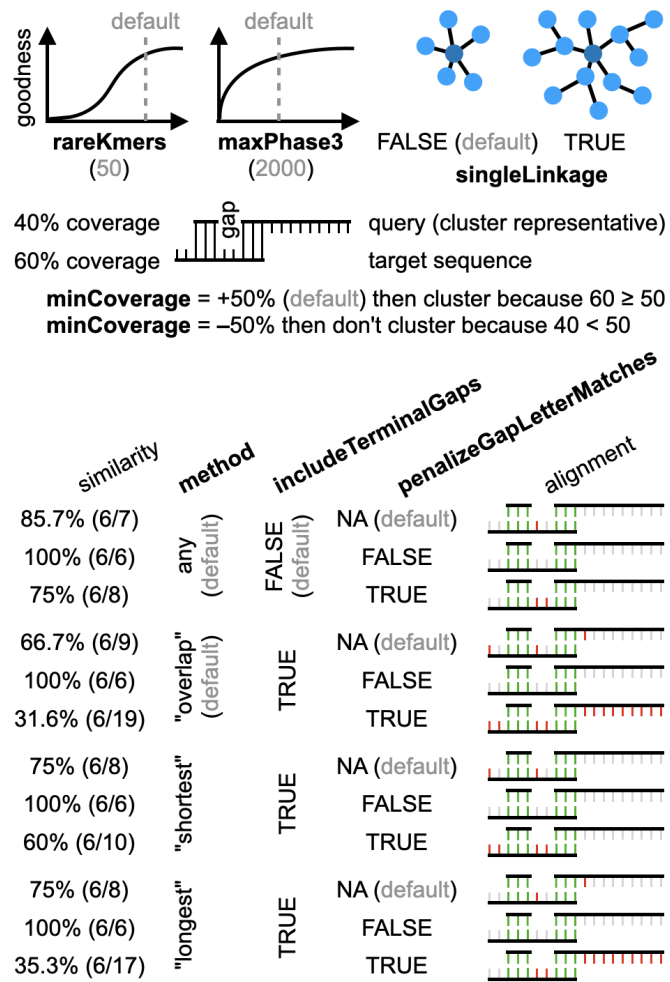 default
default
goodness
rareKmers
(50)
maxPhase3
(2000)
FALSE (default)
TRUE
singleLinkage
40% coverage
gap
query (cluster representative)
60% coverage
target sequence
minCoverage = +50% (default) then cluster because 60 ≥ 50
minCoverage = –50% then don't cluster because 40 < 50
similarity
method
includeTerminalGaps
penalizeGapLetterMatches
alignment
85.7% (6/7)
any
(default)
FALSE
(default)
NA (default)
100% (6/6)
FALSE
75% (6/8)
TRUE
66.7% (6/9)
"overlap"
(default)
TRUE
NA (default)
100% (6/6)
FALSE
31.6% (6/19)
TRUE
75% (6/8)
"shortest"
TRUE
NA (default)
100% (6/6)
FALSE
60% (6/10)
TRUE
75% (6/8)
"longest"
TRUE
NA (default)
100% (6/6)
FALSE
35.3% (6/17)
TRUE